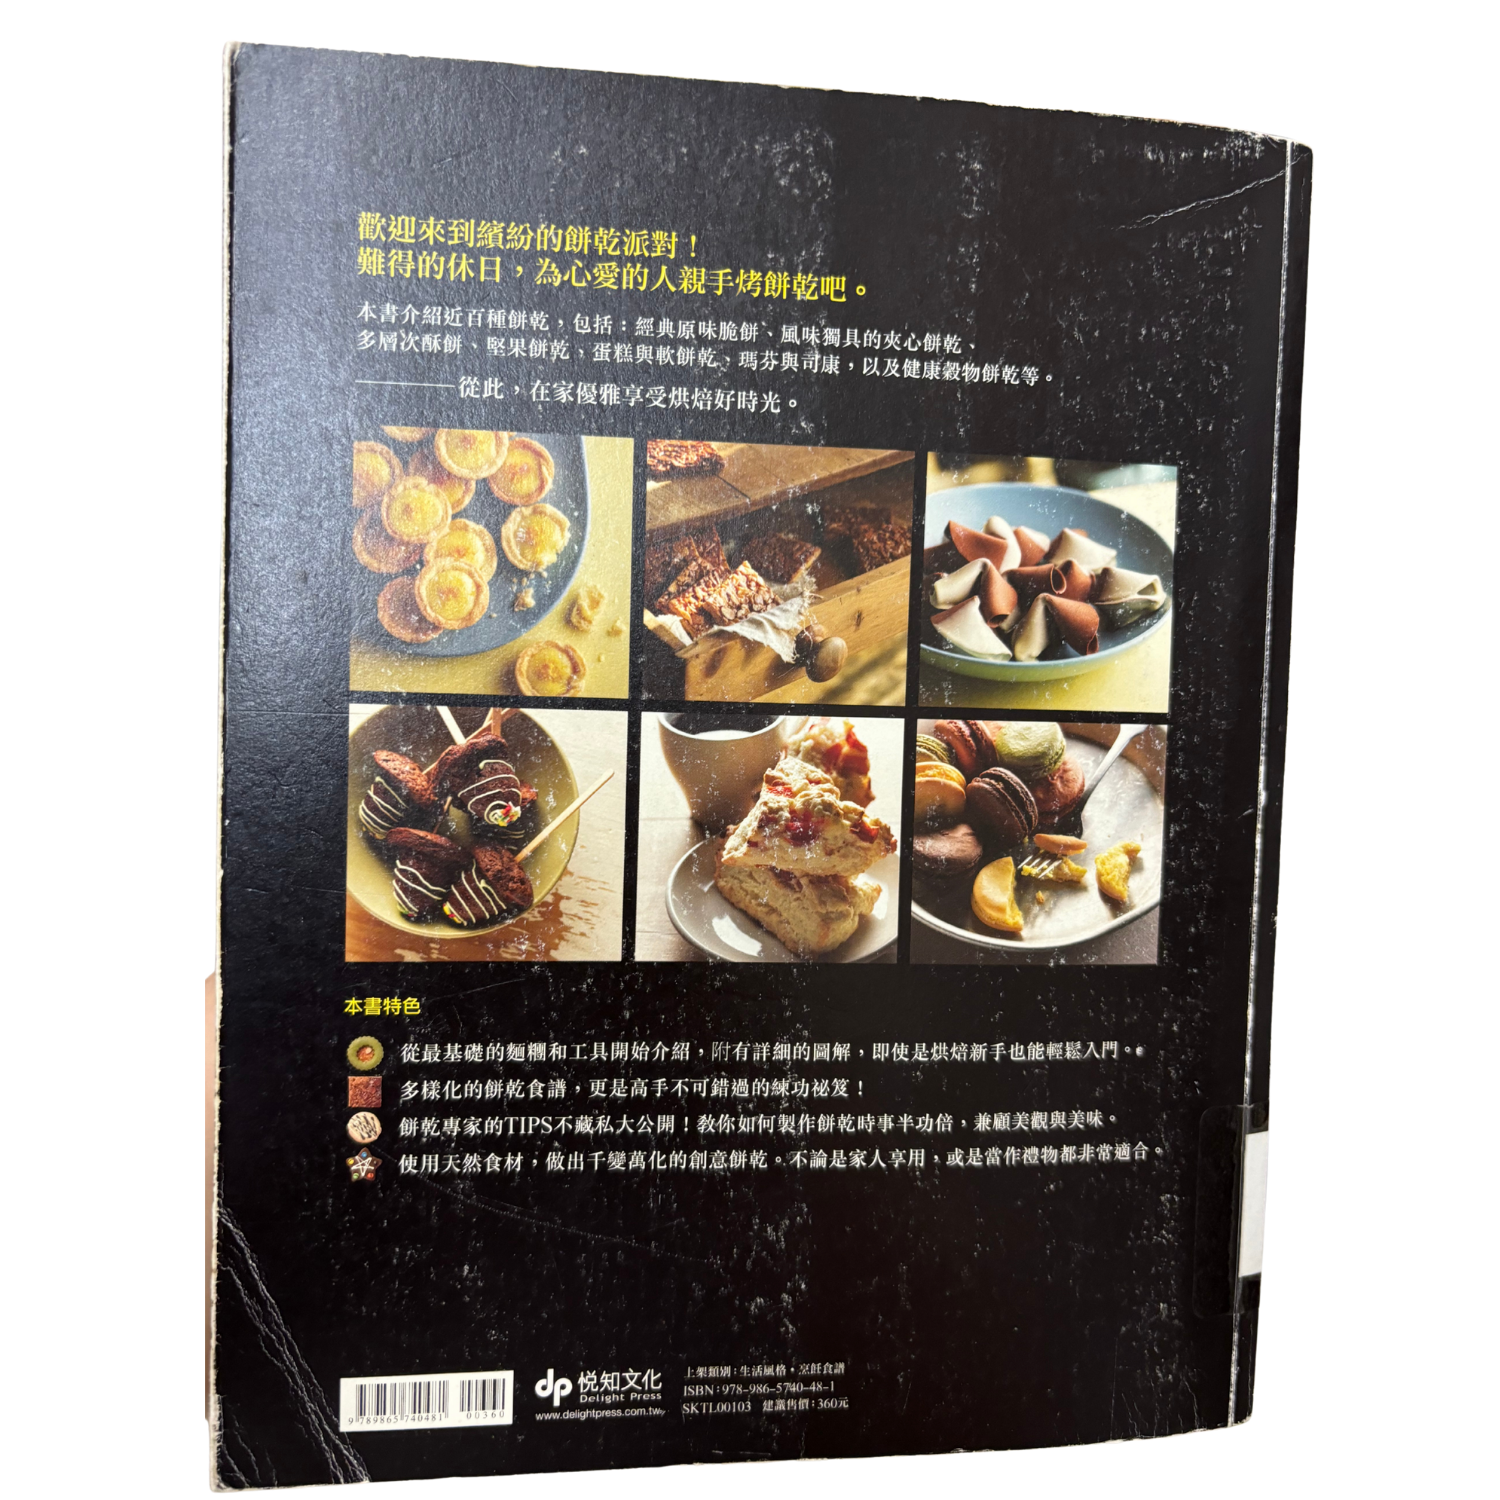 歡迎來到繽紛的餅乾派對！
難得的休日，為心愛的人親手烤餅乾吧。
本書介紹近百種餅乾，包括：經典原味脆餅、風味獨具的夾心餅乾、
多層次酥餅、堅果餅乾、蛋糕與軟餅乾、瑪芬與司康，以及健康穀物餅乾等。
————從此，在家優雅享受烘焙好時光。
本書特色
從最基礎的麵糰和工具開始介紹，附有詳細的圖解，即使是烘焙新手也能輕鬆入門。
多樣化的餅乾食譜，更是高手不可錯過的練功祕笈！
餅乾專家的TIPS不藏私大公開！教你如何製作餅乾時事半功倍，兼顧美觀與美味。
使用天然食材，做出千變萬化的創意餅乾。不論是家人享用，或是當作禮物都非常適合。
9 789865 740481 00360
dp 悦知文化
Delight Press
www.delightpress.com.tw
上架類別：生活風格・烹飪食譜
ISBN：978-986-5740-48-1
SKTL00103 建議售價：360元